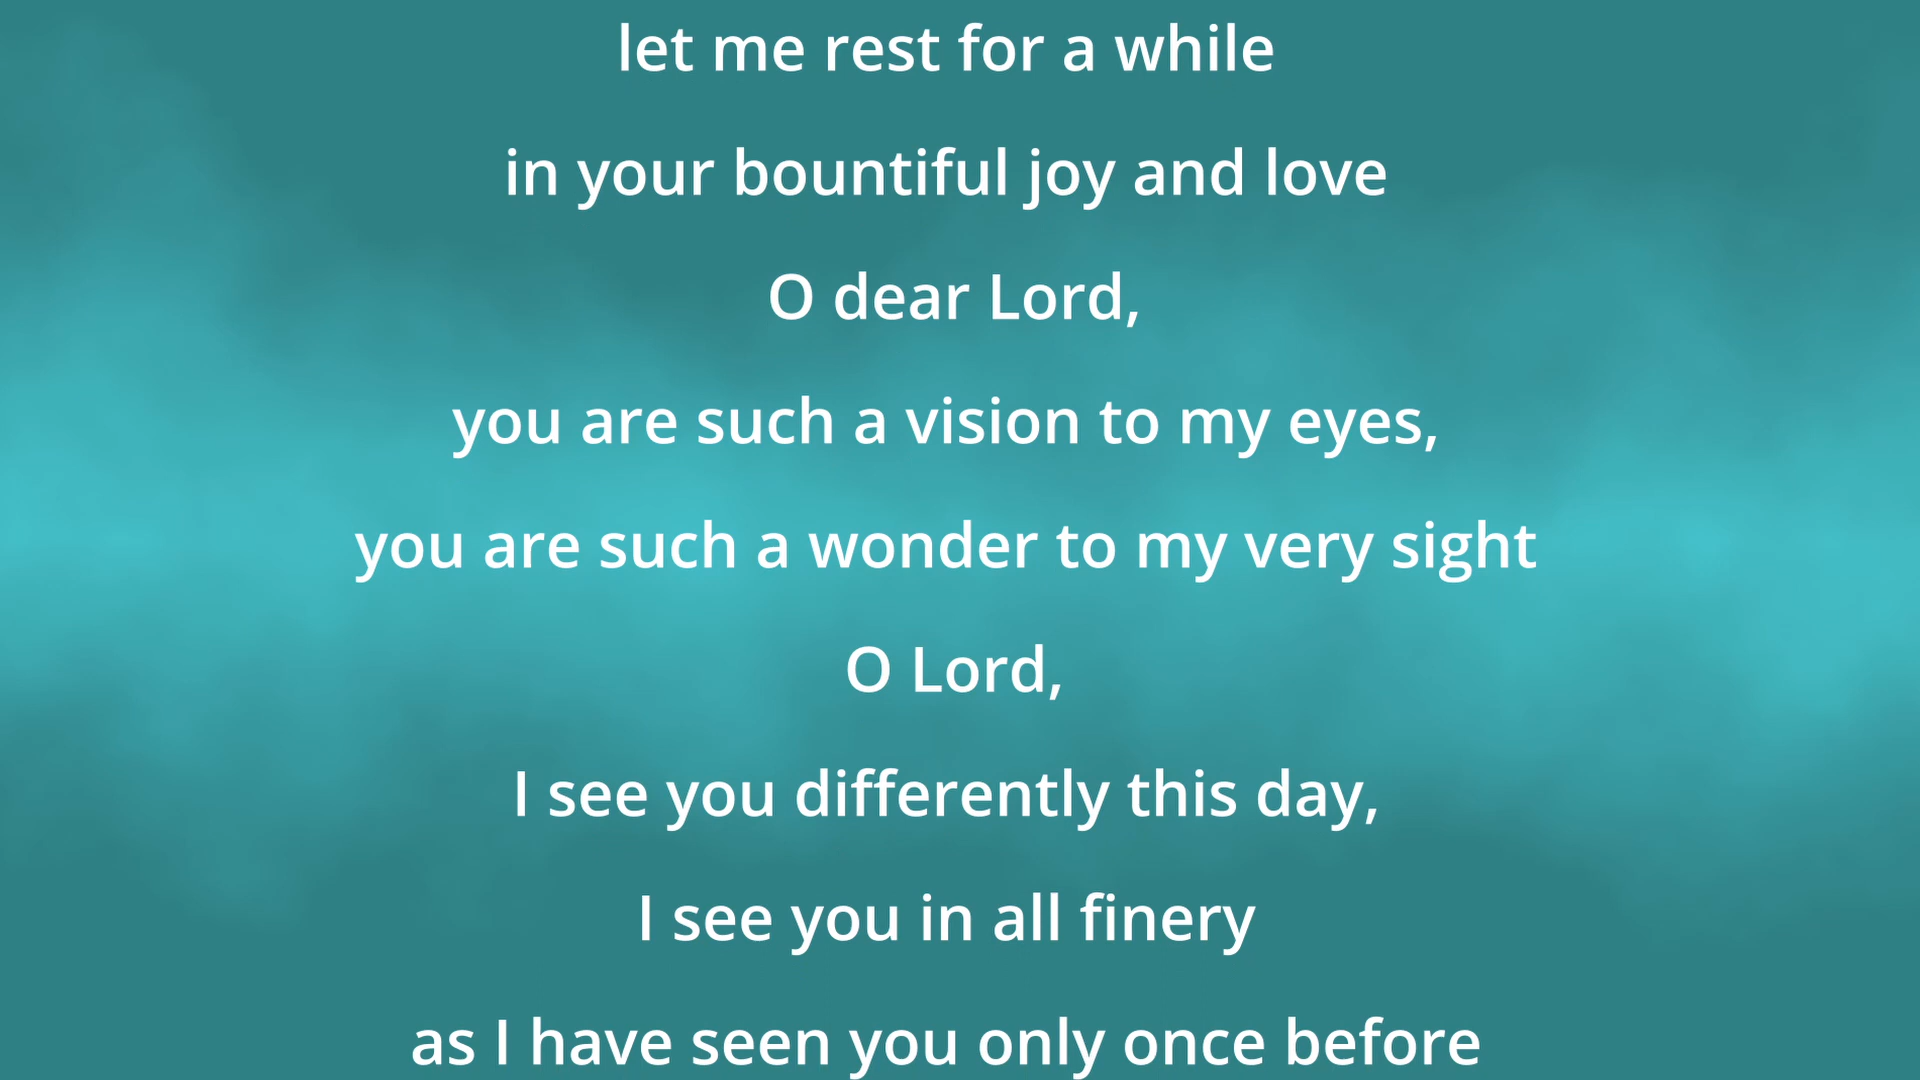 let me rest for a while
in your bountiful joy and love
O dear Lord,
you are such a vision to my eyes,
you are such a wonder to my very sight
O Lord,
I see you differently this day,
I see you in all finery
as I have seen you only once before